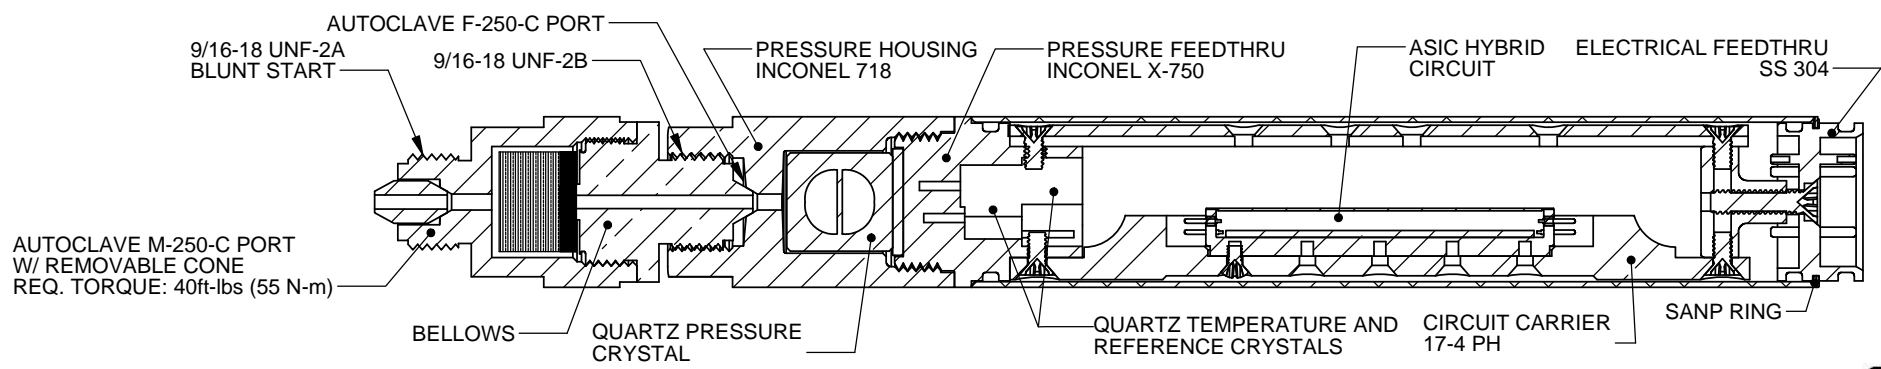 AUTOCLAVE F-250-C PORT
9/16-18 UNF-2A
BLUNT START
9/16-18 UNF-2B
PRESSURE HOUSING
INCONEL 718
PRESSURE FEEDTHRU
INCONEL X-750
ASIC HYBRID
CIRCUIT
ELECTRICAL FEEDTHRU
SS 304
AUTOCLAVE M-250-C PORT
W/ REMOVABLE CONE
REQ. TORQUE: 40ft-lbs (55 N-m)
BELLOWS
QUARTZ PRESSURE
CRYSTAL
QUARTZ TEMPERATURE AND
REFERENCE CRYSTALS
CIRCUIT CARRIER
17-4 PH
SANP RING